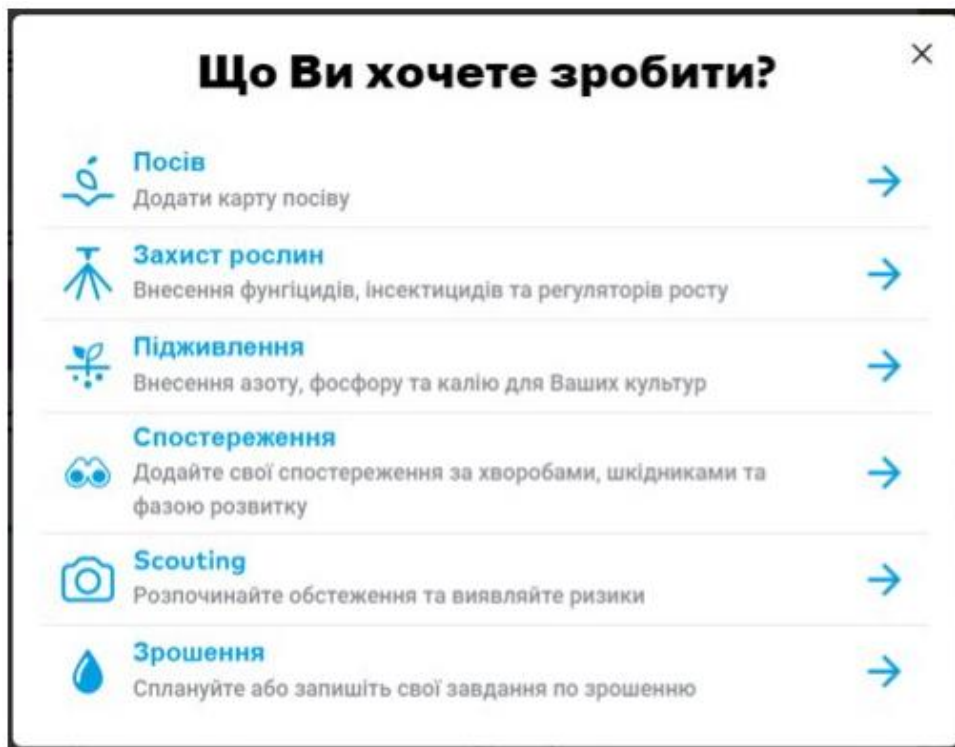 Що Ви хочете зробити?
Посів
Додати карту посіву
Захист рослин
Внесення фунгіцидів, інсектицидів та регуляторів росту
Підживлення
Внесення азоту, фосфору та калію для Ваших культур
Спостереження
Додайте свої спостереження за хворобами, шкідниками та
фазою розвитку
Scouting
Розпочинайте обстеження та виявляйте ризики
Зрошення
Сплануйте або запишіть свої завдання по зрошенню